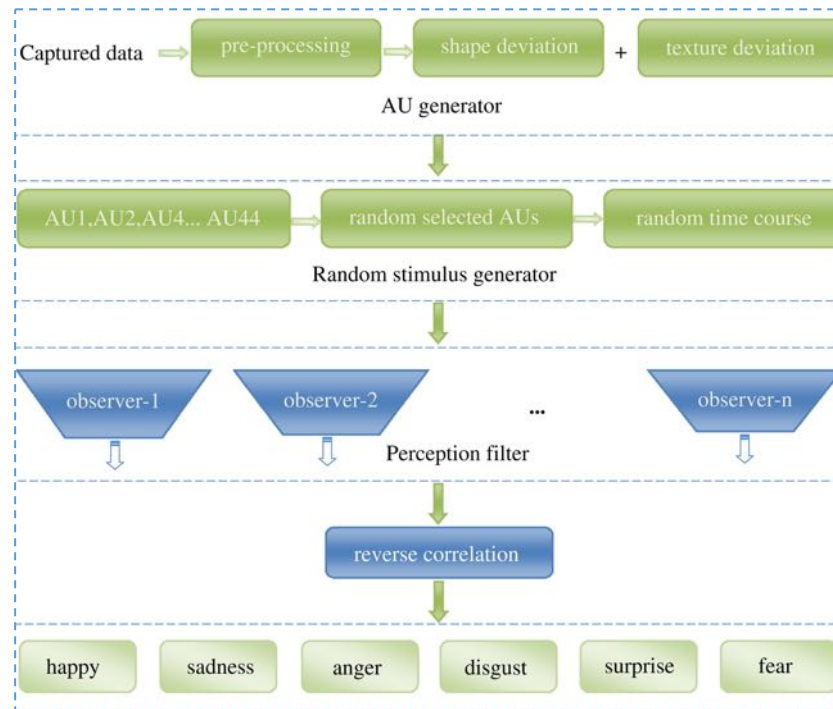 Captured data pre-processing shape deviation + texture deviation
AU generator
AU1,AU2,AU4... AU44 random selected AUs random time course
Random stimulus generator
observer-1 observer-2 ... observer-n
Perception filter
reverse correlation
happy sadness anger disgust surprise fear